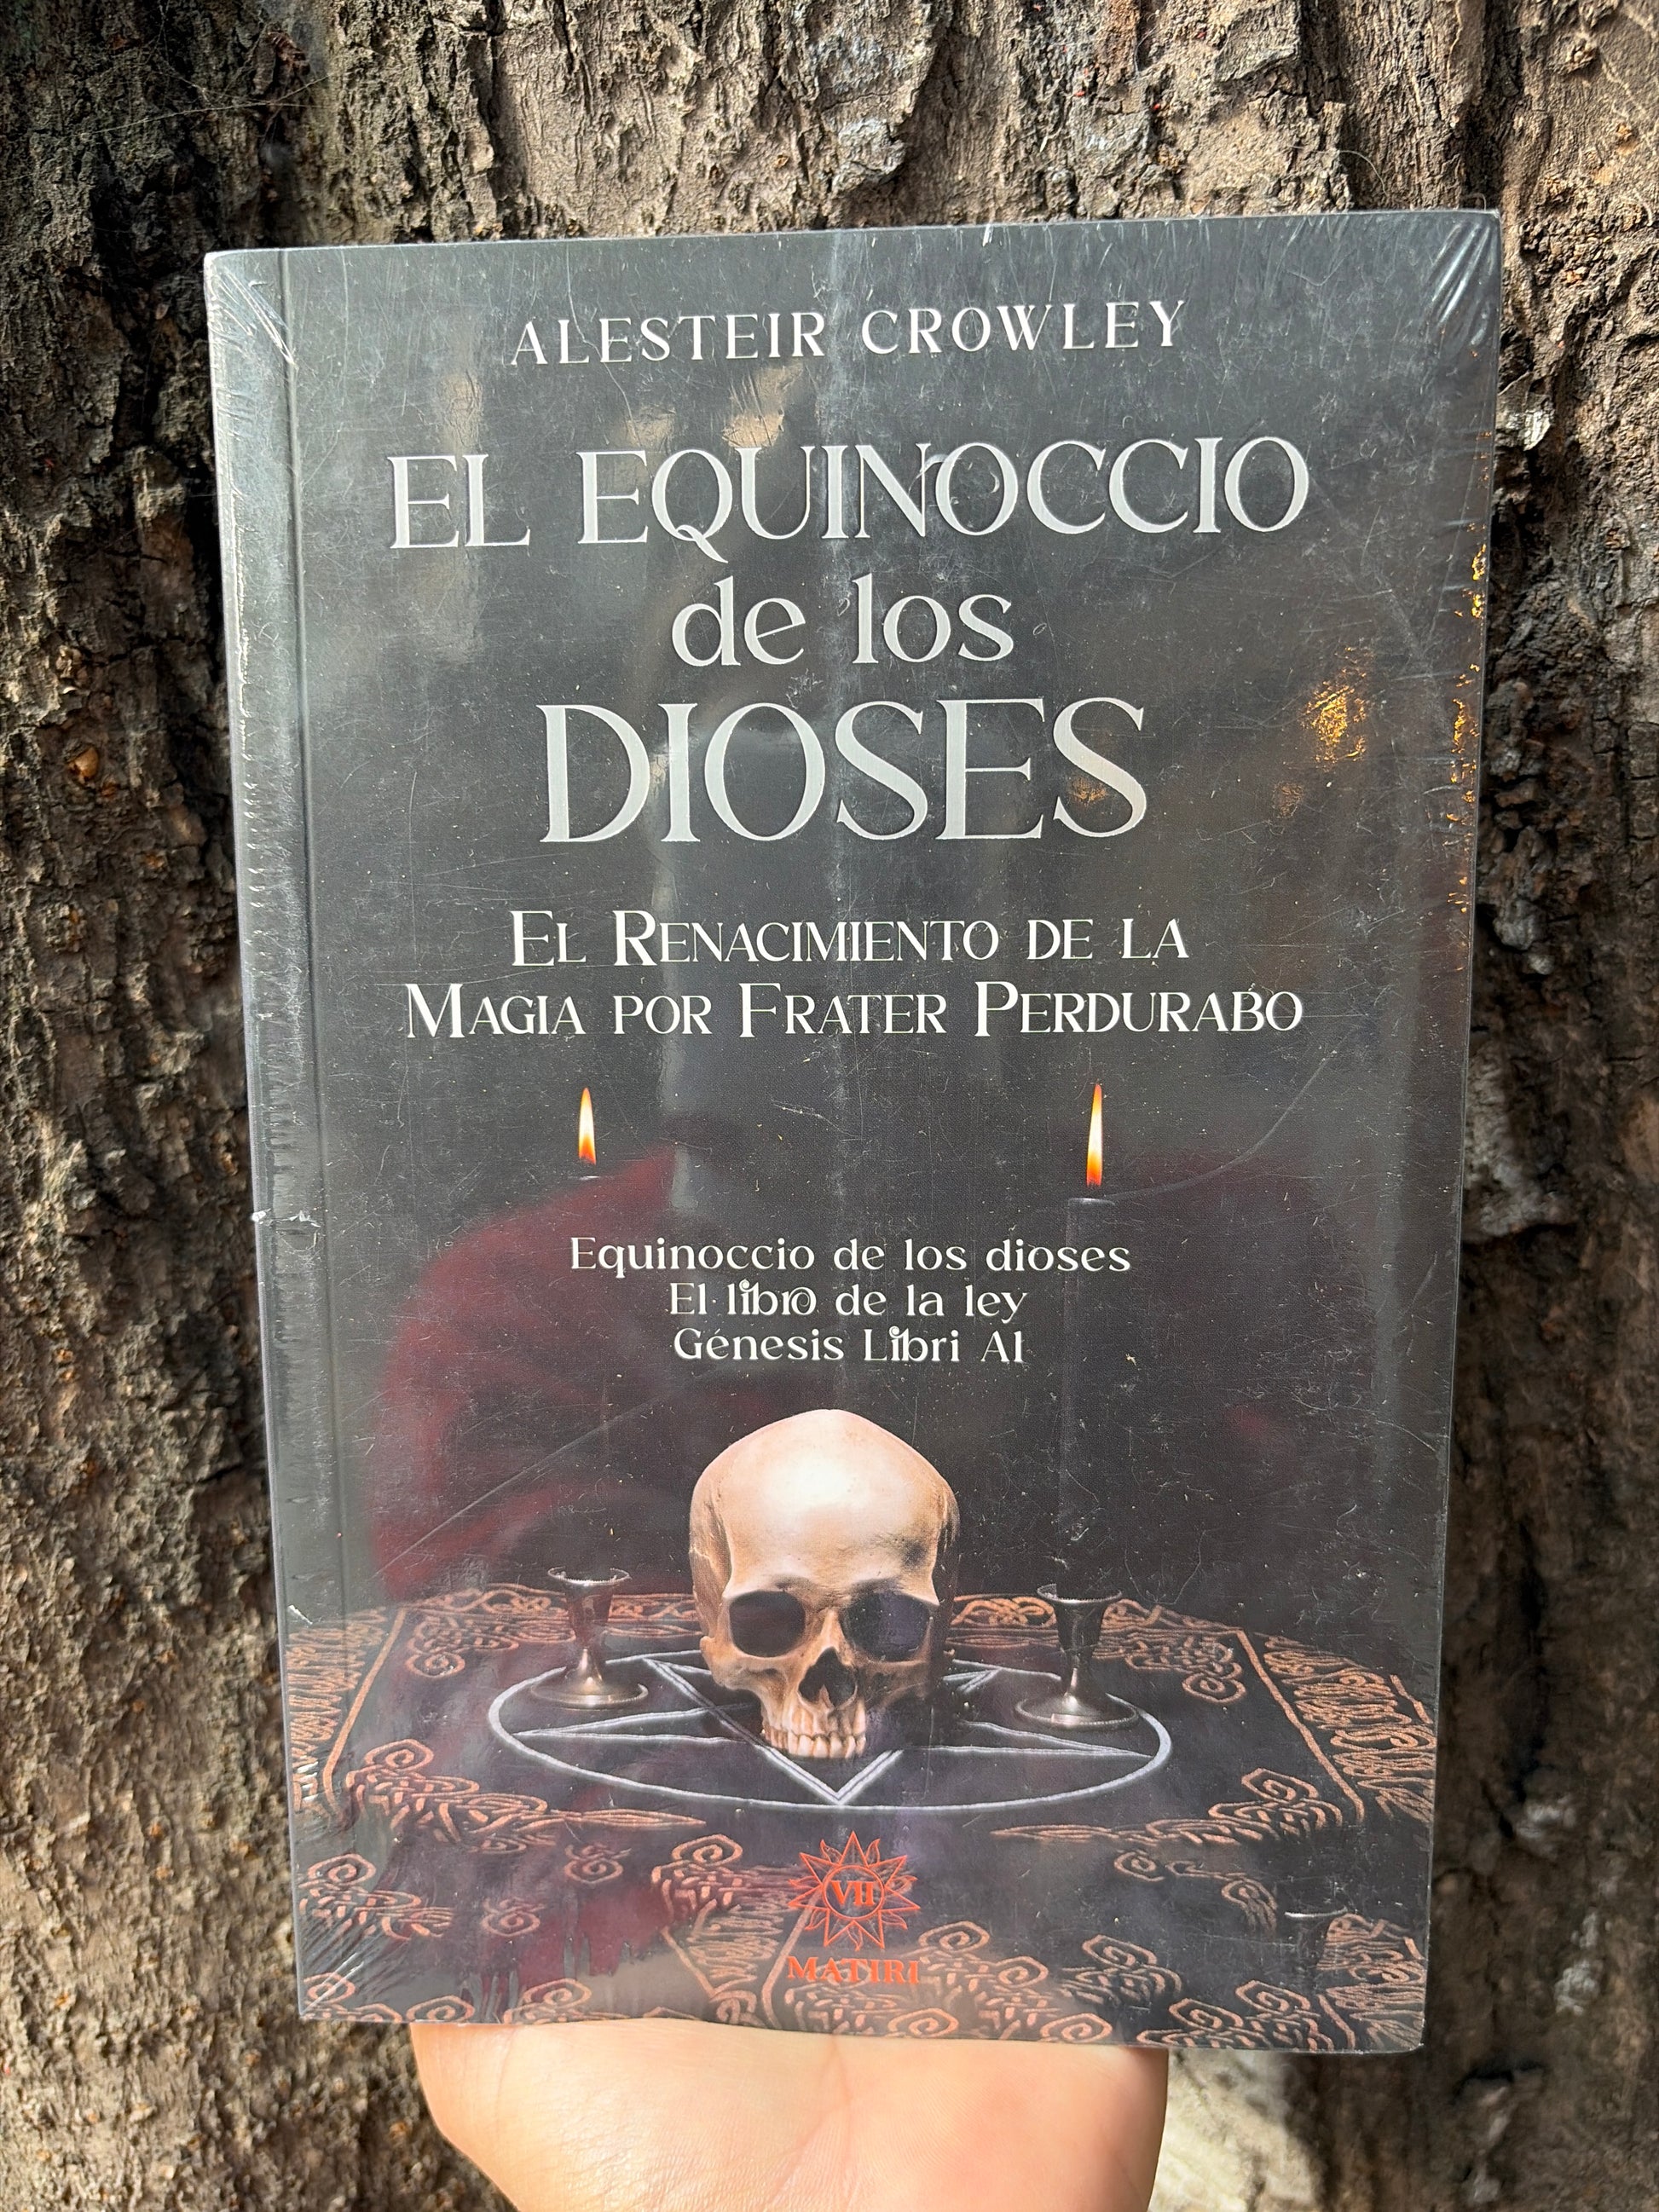 ALESTEIR CROWLEY
EL EQUINOCCIO
de los
DIOSES
EL RENACIMIENTO DE LA
MAGIA POR FRATER PERDURABO
Equinoccio de los dioses
El libro de la ley
Génesis Libri Al
VII
MATIRI